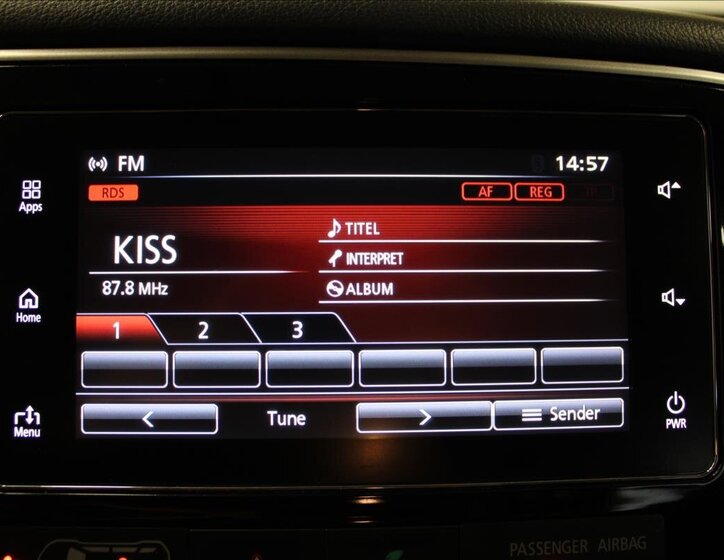 FM
14:57
RDS
AF
REG
Apps
KISS
TITEL
INTERPRET
87.8 MHz
ALBUM
Home
1
2
3
<
Tune
>
Sender
Menu
PWR
PASSENGER AIRBAG